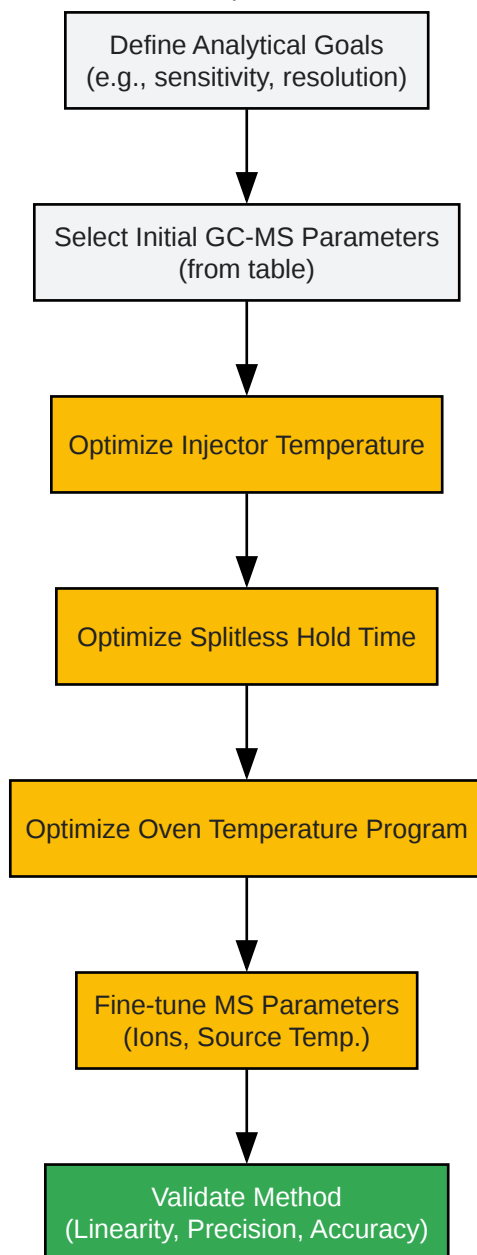 Define Analytical Goals
(e.g., sensitivity, resolution)
Select Initial GC-MS Parameters
(from table)
Optimize Injector Temperature
Optimize Splitless Hold Time
Optimize Oven Temperature Program
Fine-tune MS Parameters
(Ions, Source Temp.)
Validate Method
(Linearity, Precision, Accuracy)